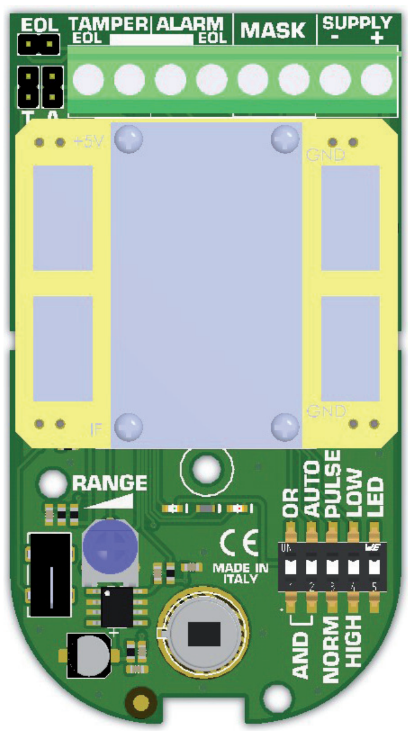 EOL TAMPER ALARM MASK SUPPLY
EOL EOL - +
T A
+5V GND
IF GND
RANGE
OR AUTO PULSE LOW LED
CE
MADE IN
ITALY
ON
1 2 3 4 5
AND NORM HIGH
+